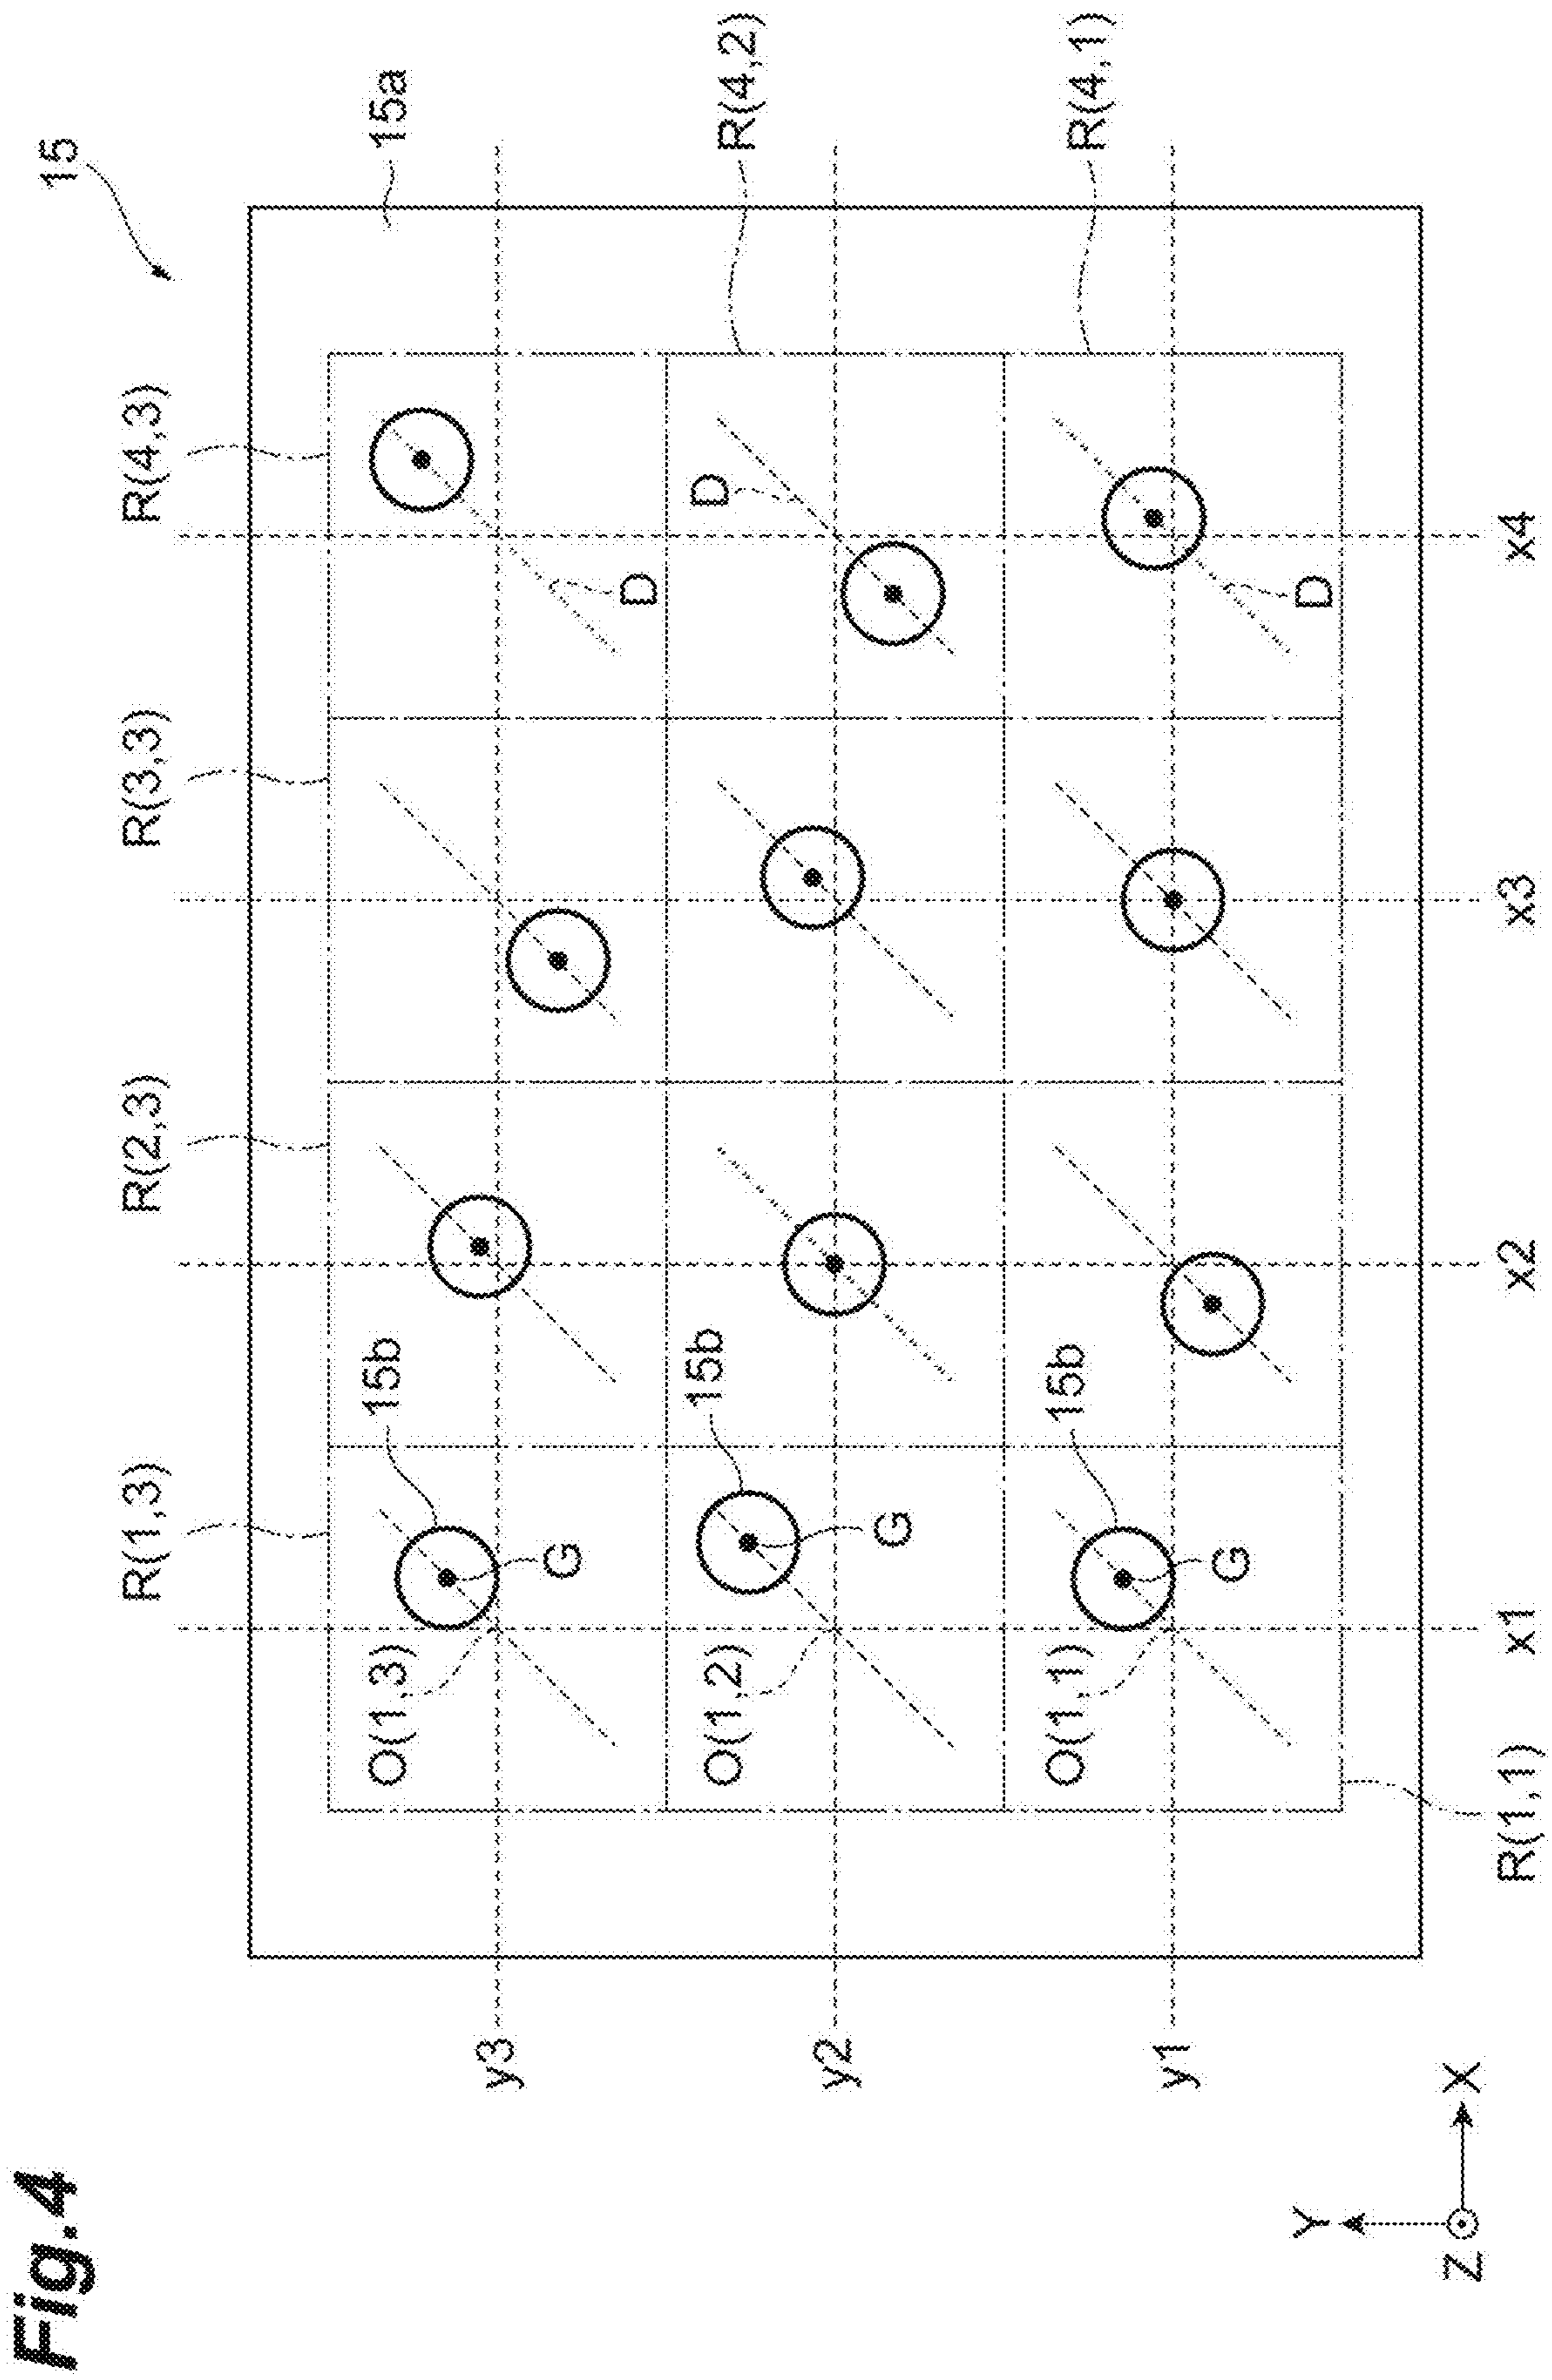 Fig.4
15
15a
R(1,3)
R(2,3)
R(3,3)
R(4,3)
R(4,2)
R(4,1)
15b
G
O(1,3)
D
y3
15b
G
O(1,2)
D
y2
15b
G
O(1,1)
D
y1
R(1,1)
x1
x2
x3
x4
Y
Z
X